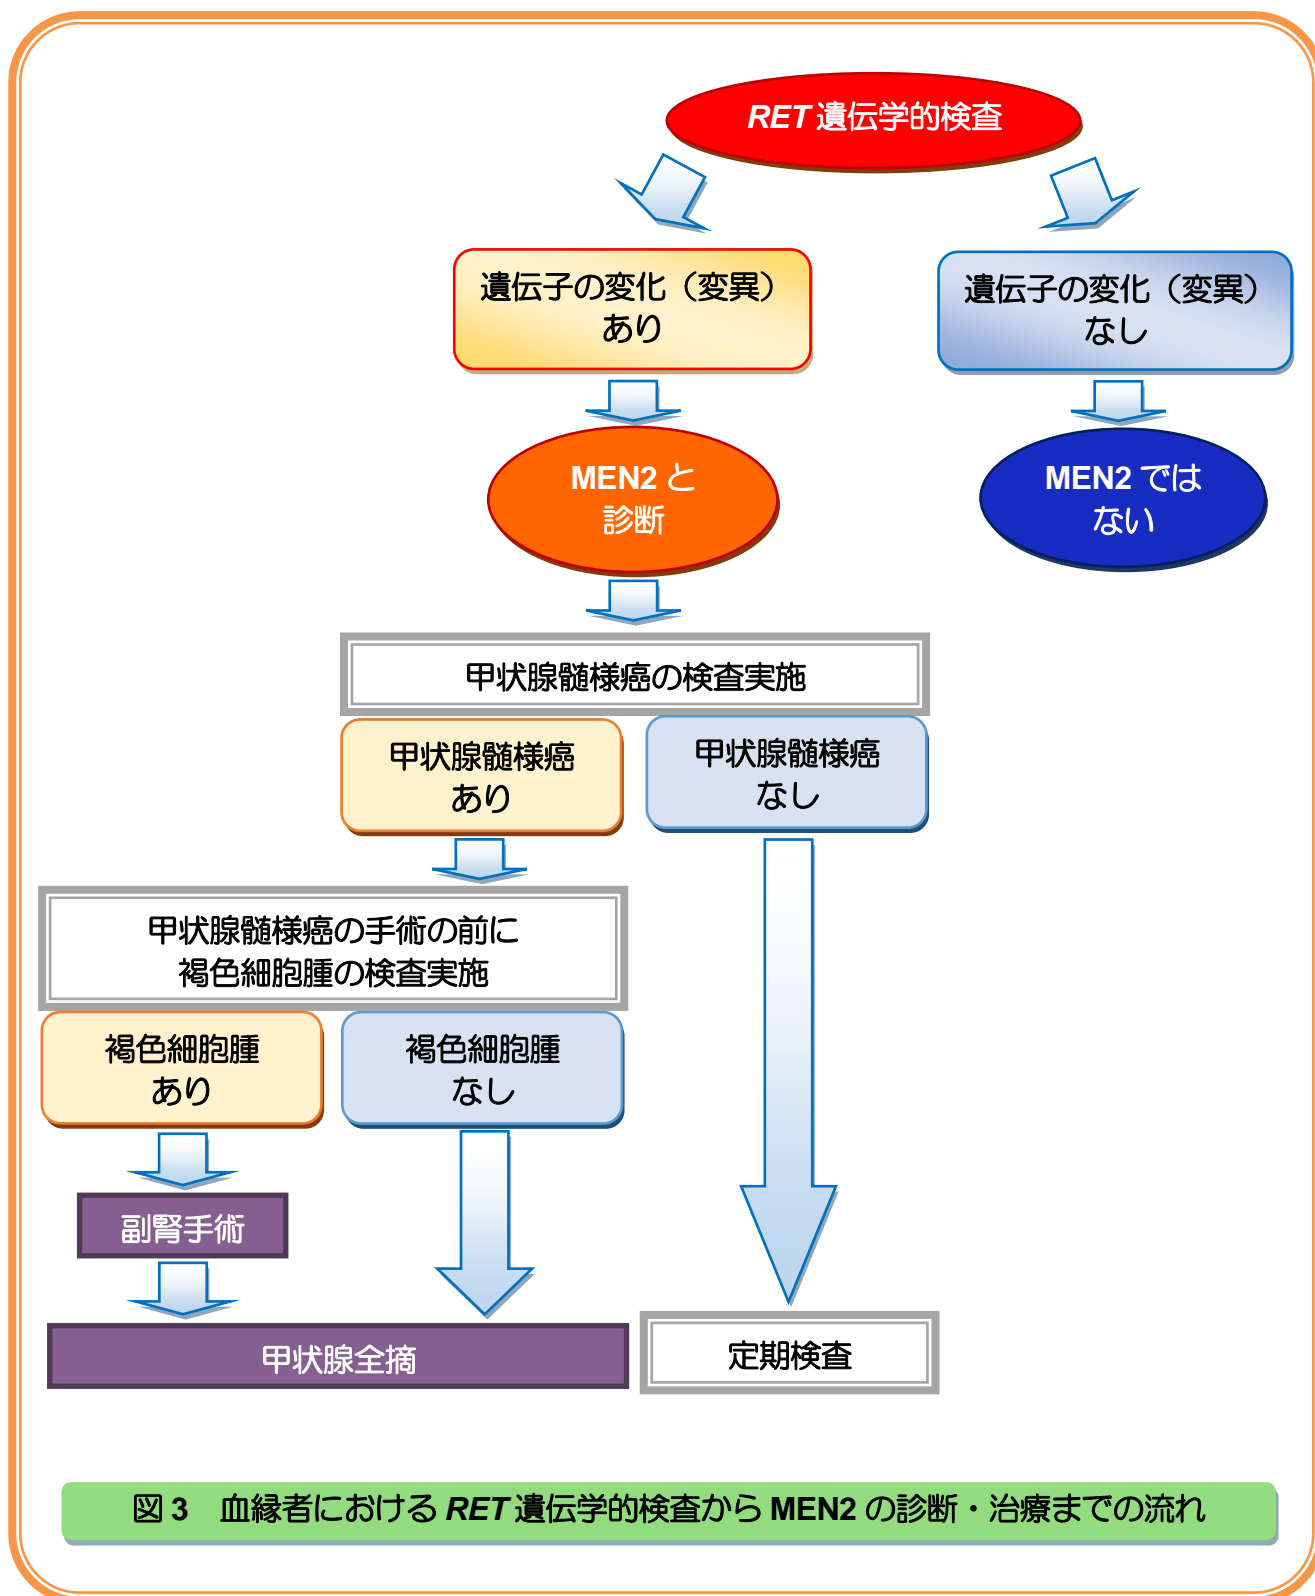 RET 遺伝学的検査
遺伝子の変化（変異）
あり
遺伝子の変化（変異）
なし
MEN2 と
診断
MEN2 では
ない
甲状腺髄様癌の検査実施
甲状腺髄様癌
あり
甲状腺髄様癌
なし
甲状腺髄様癌の手術の前に
褐色細胞腫の検査実施
褐色細胞腫
あり
褐色細胞腫
なし
副腎手術
甲状腺全摘
定期検査
図 3　血縁者における RET 遺伝学的検査から MEN2 の診断・治療までの流れ